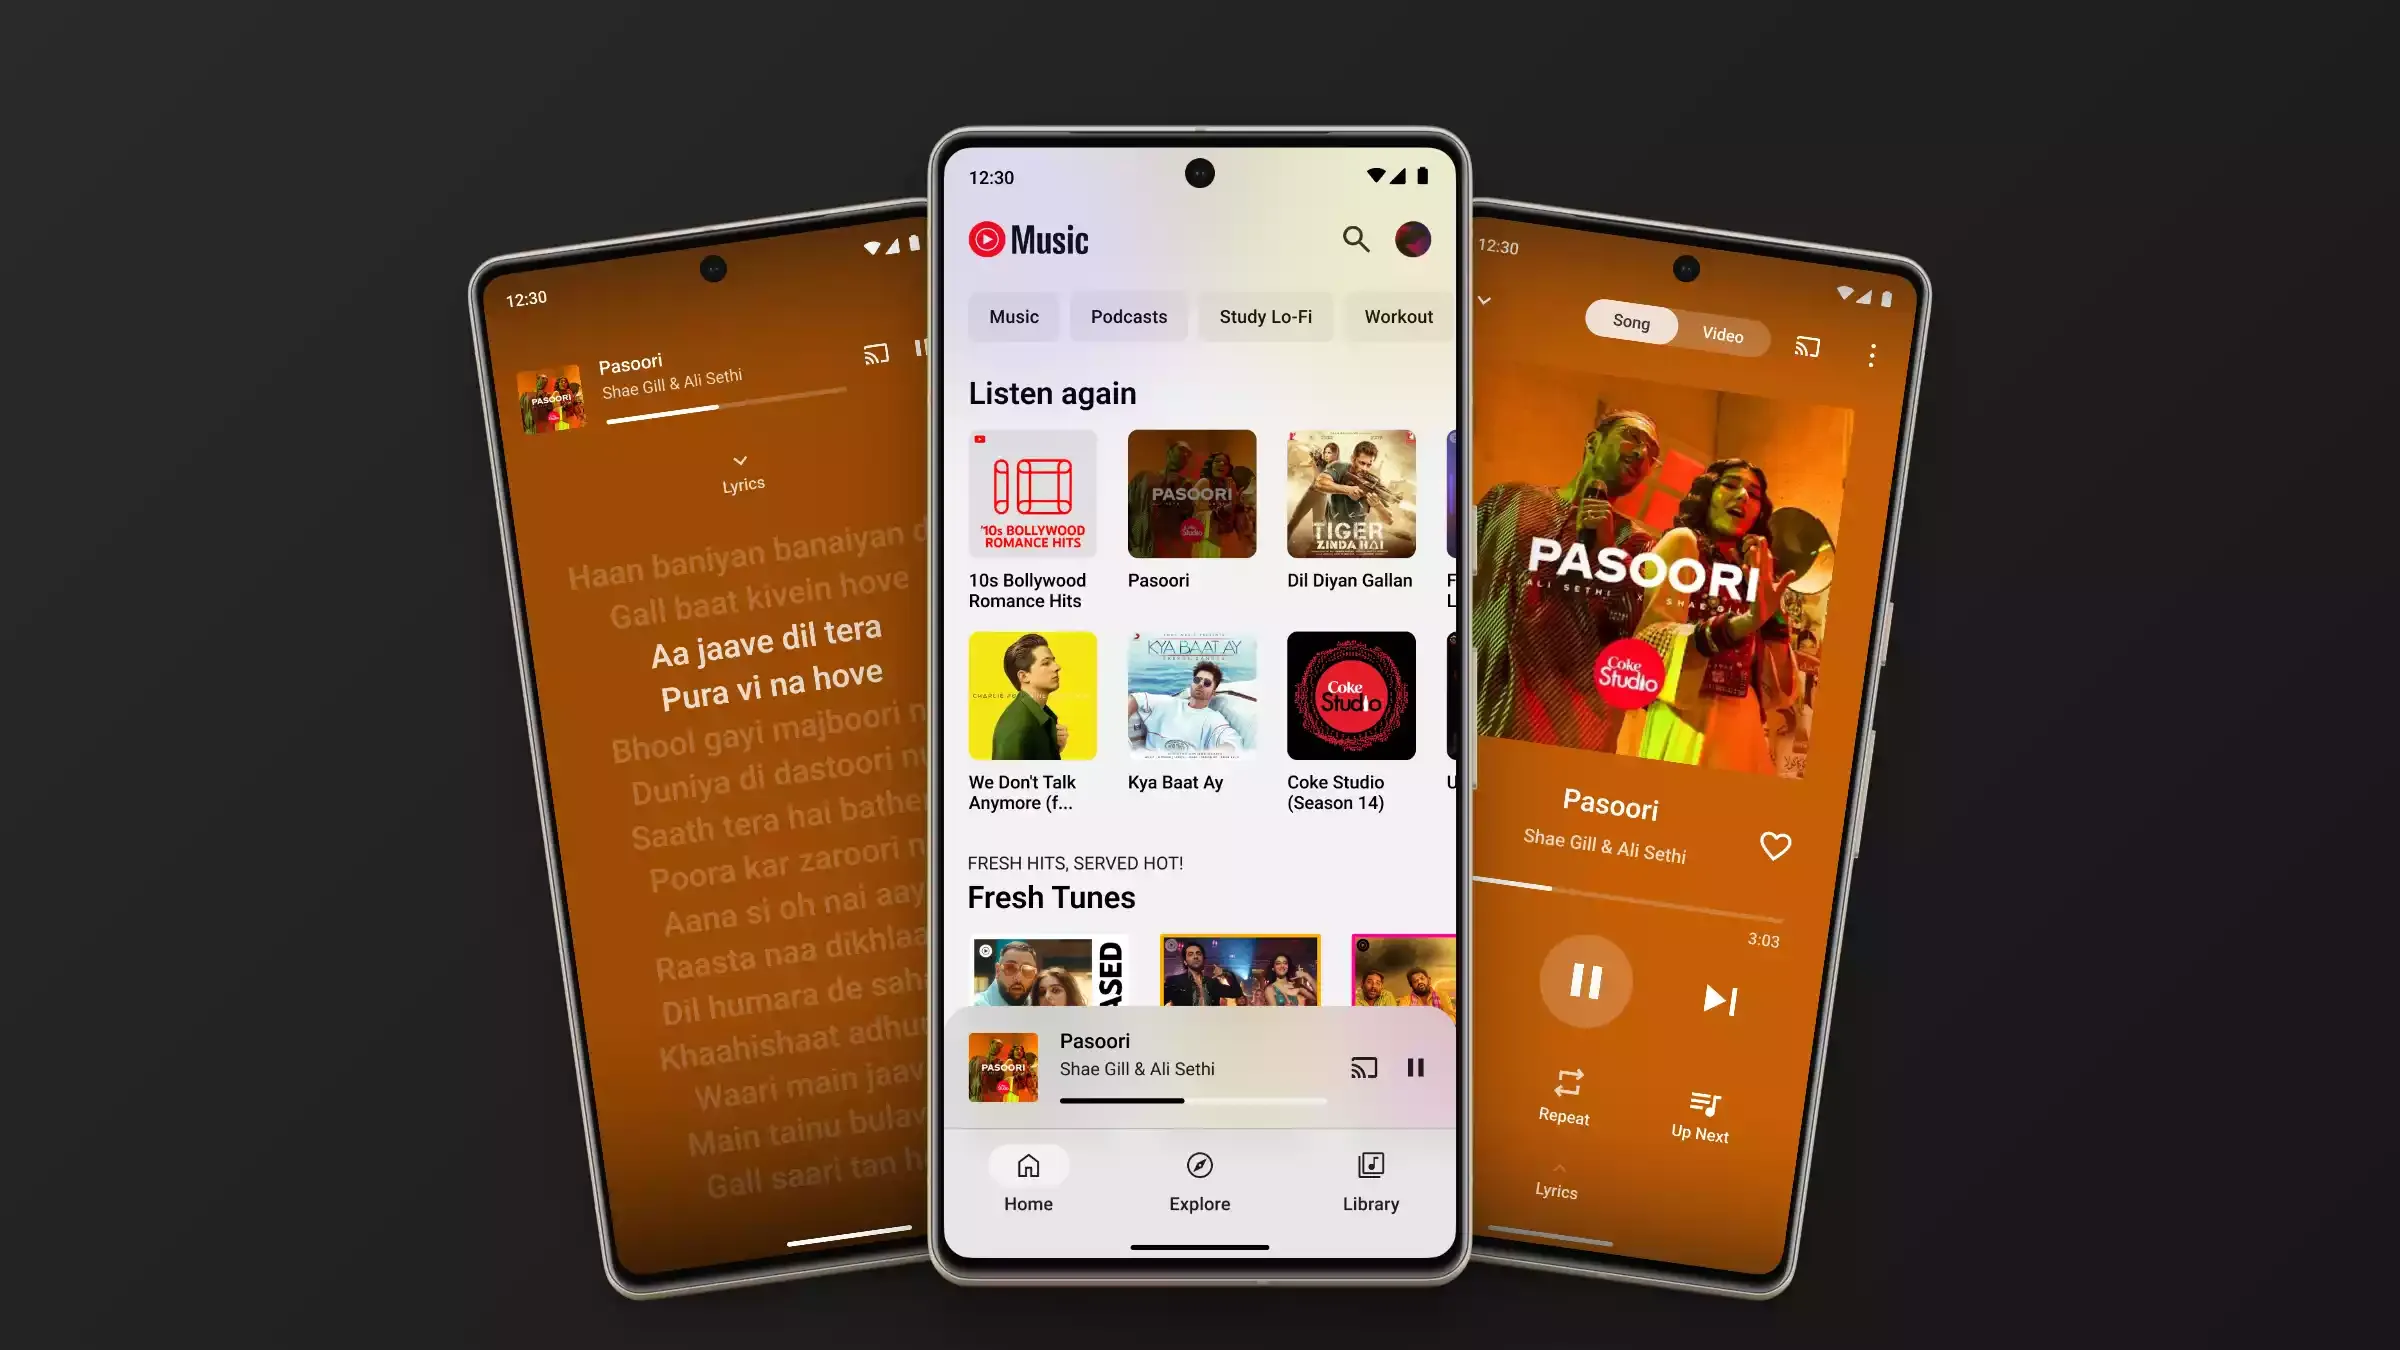 12:30
Pasoori
Shae Gill & Ali Sethi
PASOORI
Lyrics
Haan baniyan banaiyan
Gall baat kivein hove
Aa jaave dil tera
Pura vi na hove
Bhool gayi majboori
Duniya di dastoori
Saath tera hai
Poora kar zaroori
Aana si oh nai
Raasta naa
Dil humara de
Khaahishaat
Waari main
Main tainu
Gall saari tan
12:30
Music
Music
Podcasts
Study Lo-Fi
Workout
Listen again
'10s BOLLYWOOD
ROMANCE HITS
PASOORI
TIGER
ZINDA HAI
10s Bollywood
Romance Hits
Pasoori
Dil Diyan Gallan
KYA BAAT AY
Coke
Studio
We Don't Talk
Anymore (f...
Kya Baat Ay
Coke Studio
(Season 14)
FRESH HITS, SERVED HOT!
Fresh Tunes
PASOORI
Pasoori
Shae Gill & Ali Sethi
Home
Explore
Library
12:30
Song
Video
PASOORI
ALI SETHI X SHAE GILL
Coke
Studio
Pasoori
Shae Gill & Ali Sethi
3:03
Repeat
Up Next
Lyrics